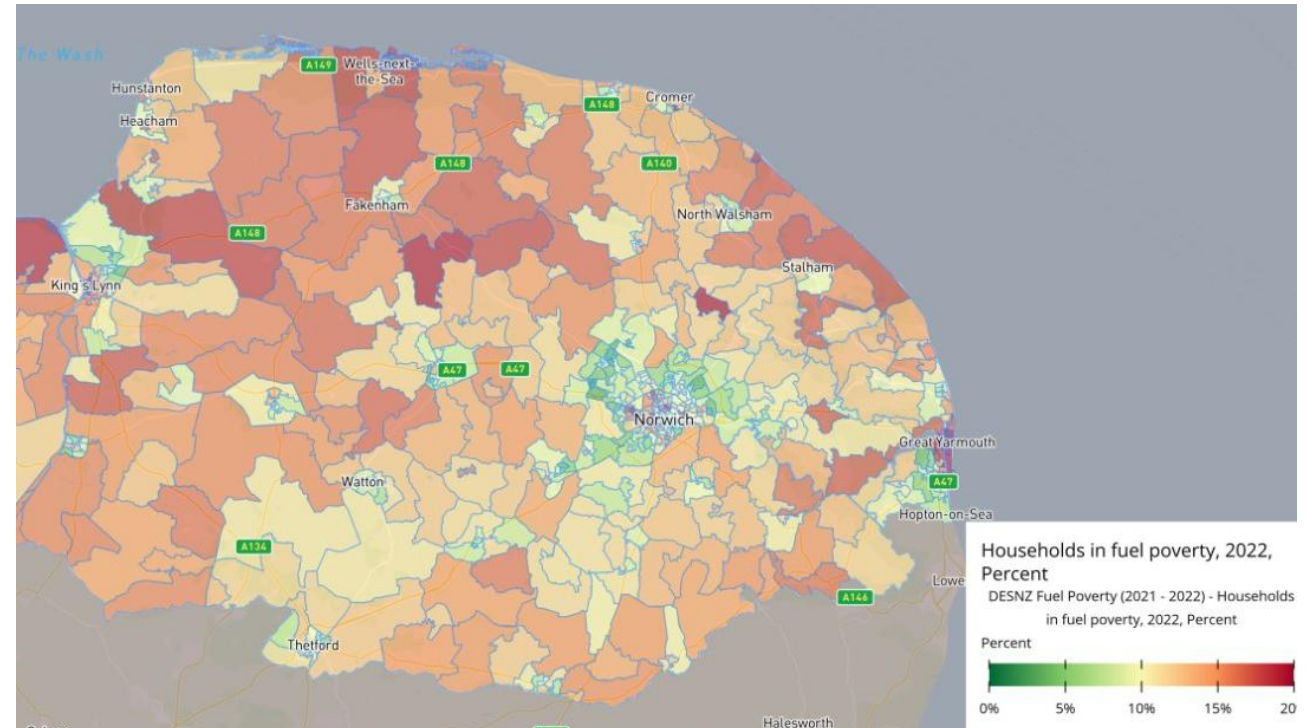 The Wash
A149
Wells-next-
the-Sea
Hunstanton
Cromer
A148
Heacham
A148
A140
Fakenham
North Walsham
A148
Stalham
King's Lynn
A47
A47
Norwich
Great Yarmouth
Watton
A47
Hopton-on-Sea
A134
Households in fuel poverty, 2022,
Percent
Lowe
DESNZ Fuel Poverty (2021 - 2022) - Households
in fuel poverty, 2022, Percent
A146
Percent
Thetford
0% 5% 10% 15% 20
Halesworth